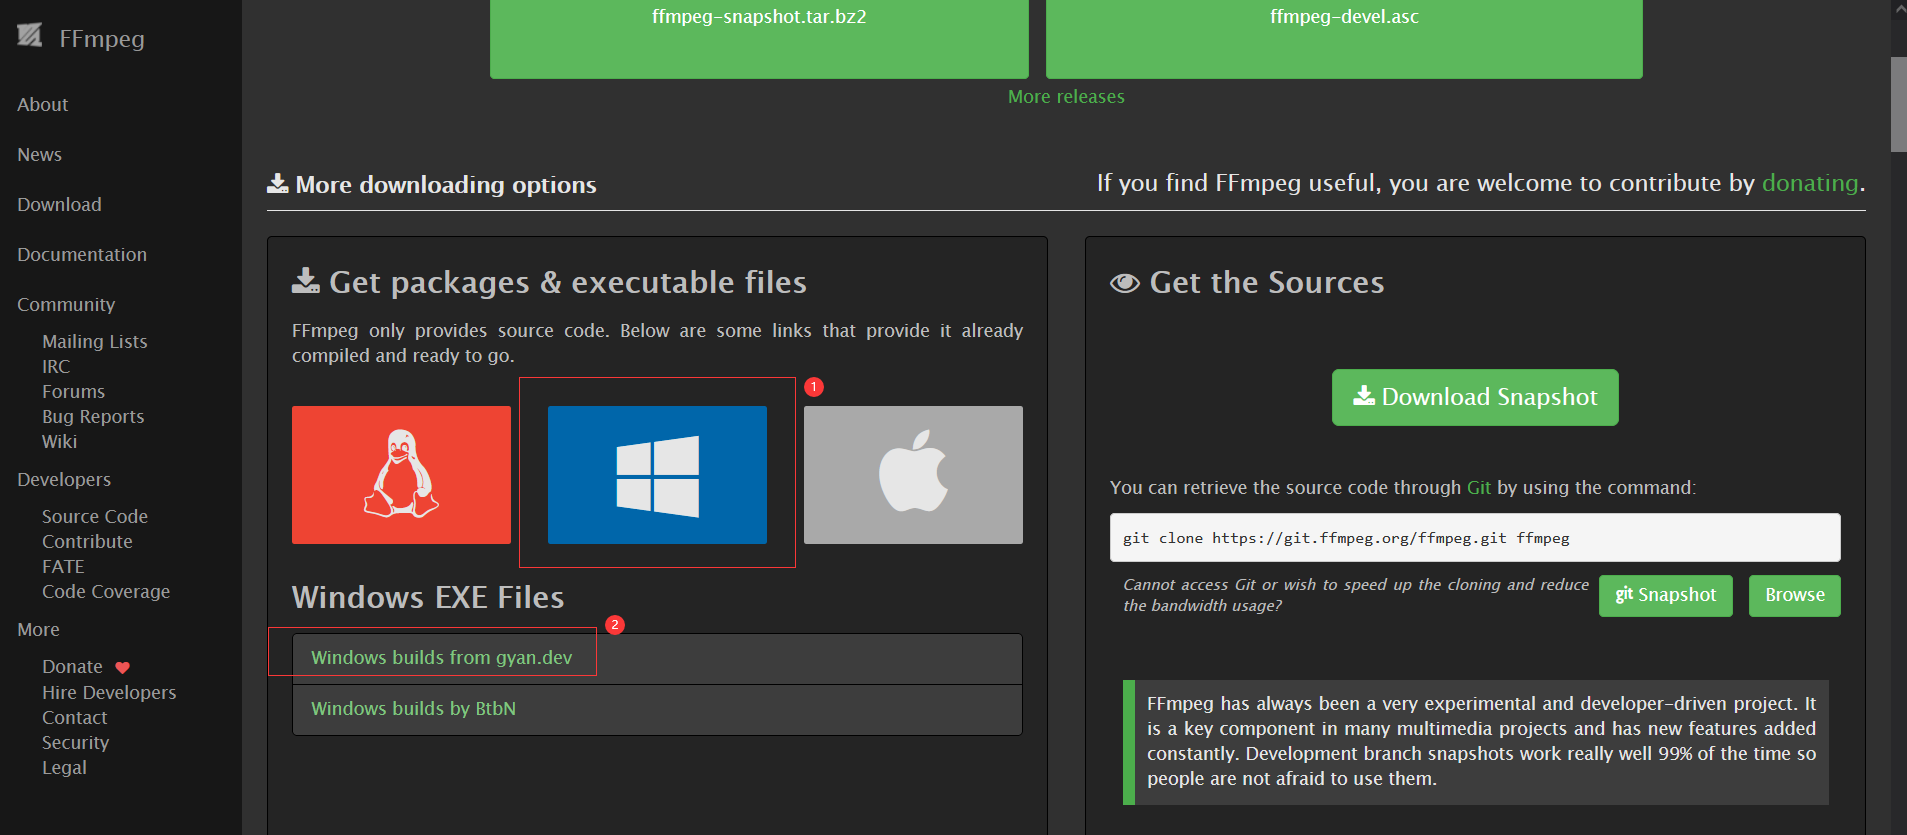 FFmpeg
About
News
Download
Documentation
Community
Mailing Lists
IRC
Forums
Bug Reports
Wiki
Developers
Source Code
Contribute
FATE
Code Coverage
More
Donate
Hire Developers
Contact
Security
Legal
ffmpeg-snapshot.tar.bz2
ffmpeg-devel.asc
More releases
More downloading options
If you find FFmpeg useful, you are welcome to contribute by donating.
Get packages & executable files
FFmpeg only provides source code. Below are some links that provide it already
compiled and ready to go.
1
Windows EXE Files
2
Windows builds from gyan.dev
Windows builds by BtbN
Get the Sources
Download Snapshot
You can retrieve the source code through Git by using the command:
git clone https://git.ffmpeg.org/ffmpeg.git ffmpeg
Cannot access Git or wish to speed up the cloning and reduce
the bandwidth usage?
git Snapshot
Browse
FFmpeg has always been a very experimental and developer-driven project. It
is a key component in many multimedia projects and has new features added
constantly. Development branch snapshots work really well 99% of the time so
people are not afraid to use them.